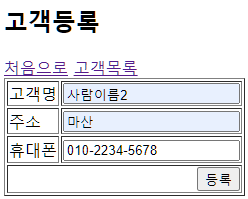 고객등록
처음으로 고객목록
고객명 사람이름2
주소 마산
휴대폰 010-2234-5678
등록